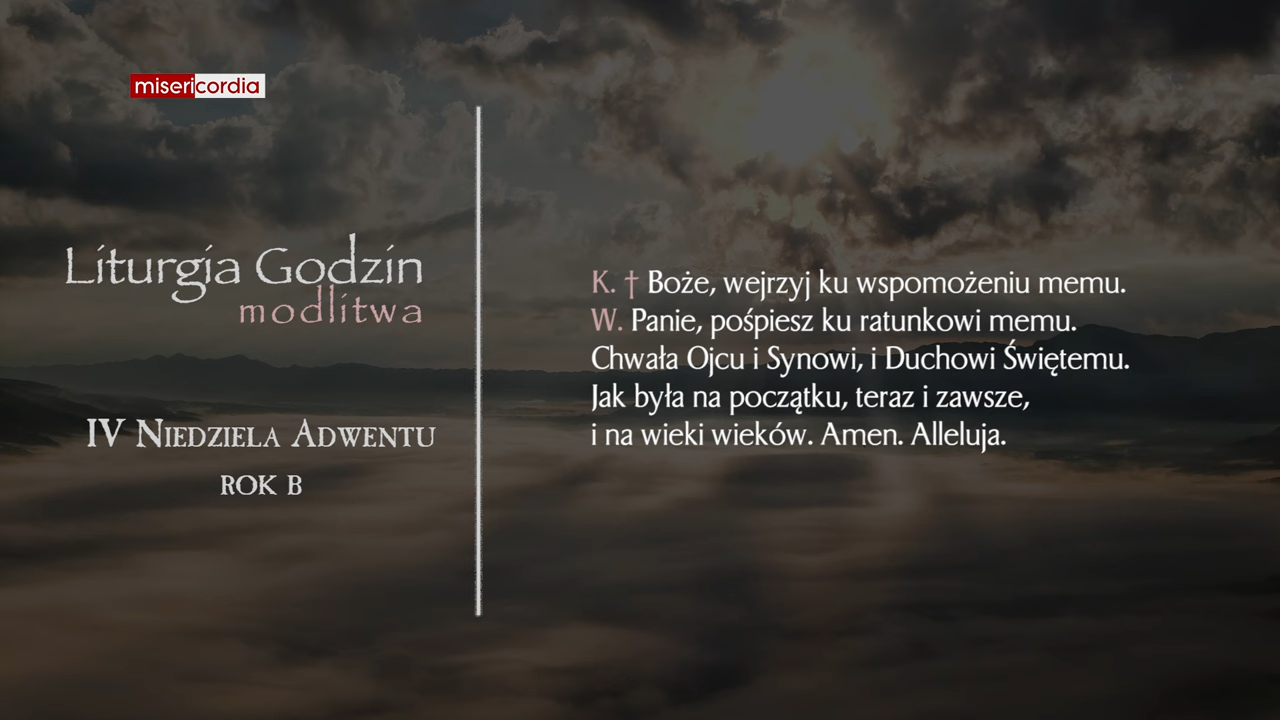 misericordia
Liturgia Godzin
modlitwa
IV Niedziela Adwentu
ROK B
K. † Boże, wejrzyj ku wspomożeniu memu.
W. Panie, pośpiesz ku ratunkowi memu.
Chwała Ojcu i Synowi, i Duchowi Świętemu.
Jak była na początku, teraz i zawsze,
i na wieki wieków. Amen. Alleluja.